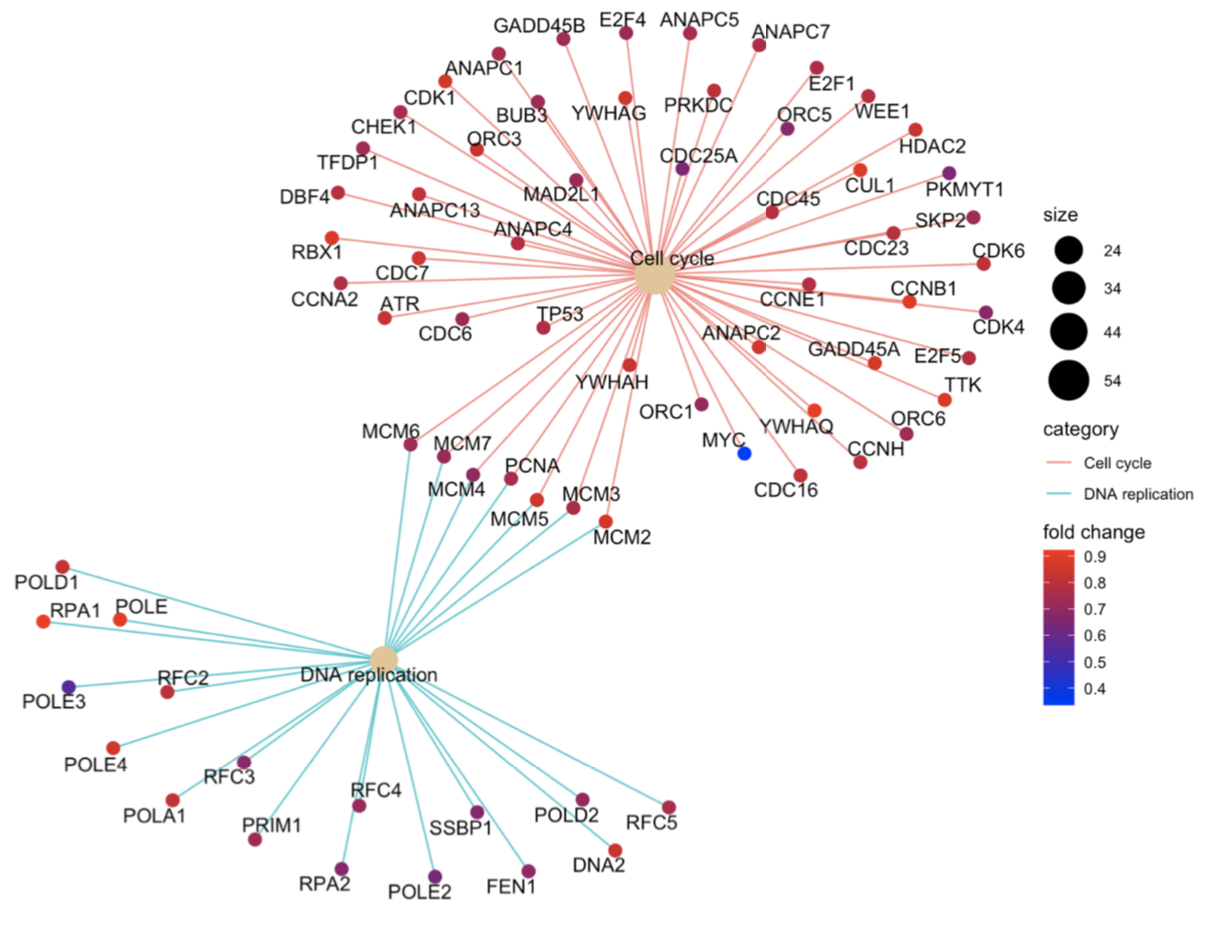 E2F4
ANAPC5
GADD45B
ANAPC7
ANAPC1
E2F1
CDK1
PRKDC
WEE1
BUB3
YWHAG
ORC5
CHEK1
ORC3
HDAC2
TFDP1
CDC25A
CUL1
PKMYT1
DBF4
MAD2L1
CDC45
ANAPC13
SKP2
ANAPC4
CDC23
RBX1
Cell cycle
CDK6
CDC7
CCNB1
CCNA2
CCNE1
ATR
TP53
CDK4
CDC6
ANAPC2
GADD45A
E2F5
YWHAH
TTK
ORC1
ORC6
MCM6
MCM7
MYC
YWHAQ
CCNH
PCNA
MCM4
CDC16
MCM3
MCM5
MCM2
POLD1
RPA1
POLE
DNA replication
RFC2
POLE3
POLE4
RFC3
RFC4
POLA1
PRIM1
SSBP1
POLD2
RFC5
DNA2
RPA2
POLE2
FEN1
size
24
34
44
54
category
Cell cycle
DNA replication
fold change
0.9
0.8
0.7
0.6
0.5
0.4